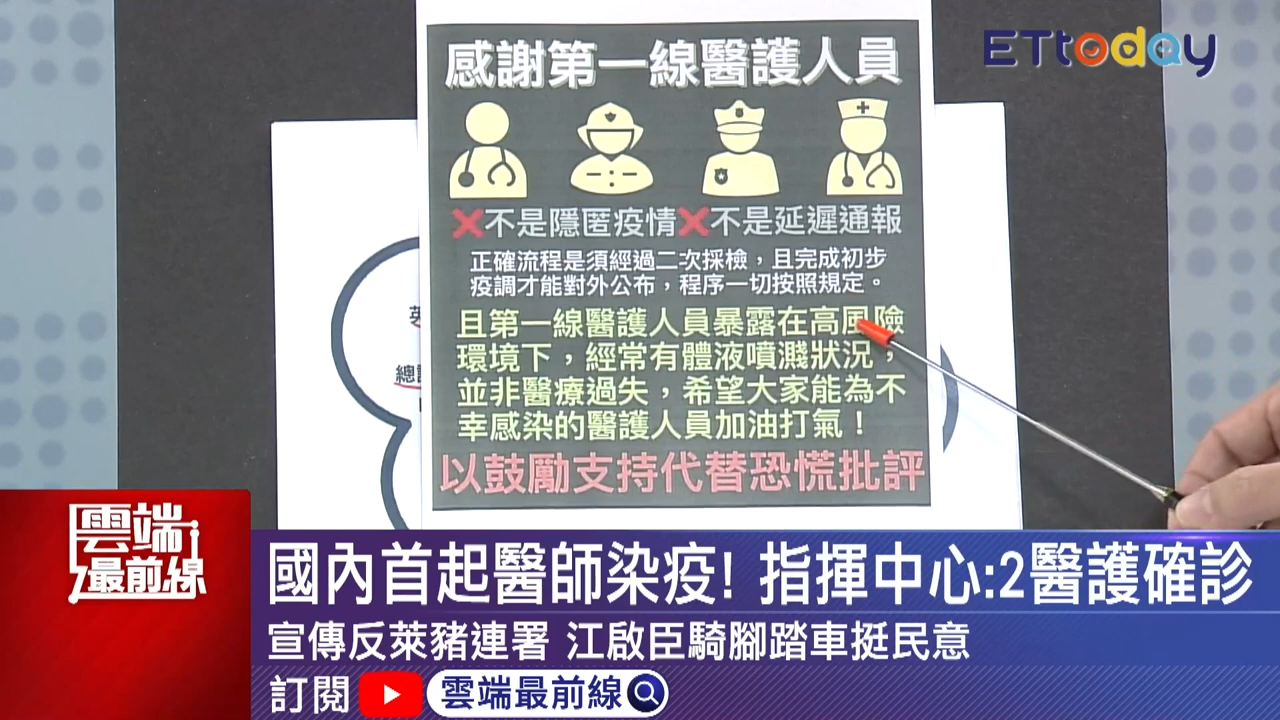 ETtoday
感謝第一線醫護人員
❌不是隱匿疫情❌不是延遲通報
正確流程是須經過二次採檢，且完成初步
疫調才能對外公布，程序一切按照規定。
且第一線醫護人員暴露在高風險
環境下，經常有體液噴濺狀況，
並非醫療過失，希望大家能為不
幸感染的醫護人員加油打氣！
以鼓勵支持代替恐慌批評
雲端最前線
國內首起醫師染疫! 指揮中心:2醫護確診
宣傳反萊豬連署 江啟臣騎腳踏車挺民意
訂閱 雲端最前線